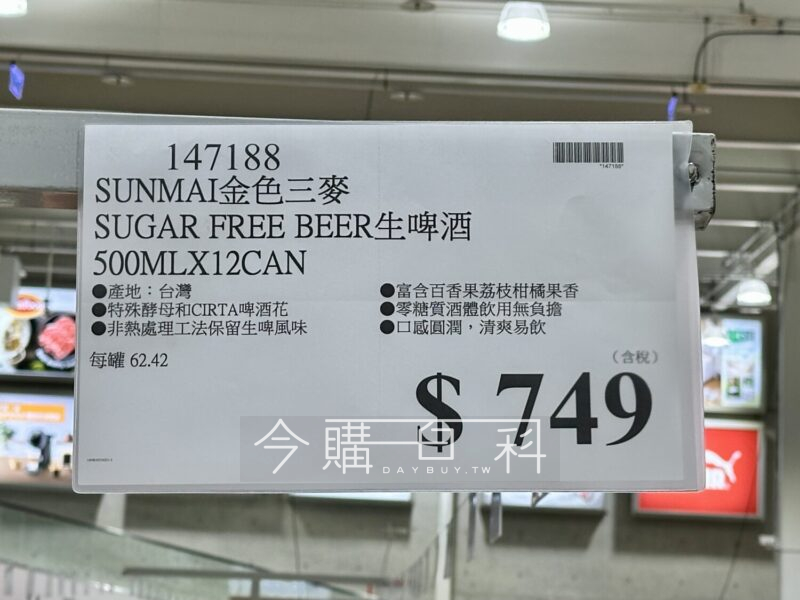 147188
*147188*
SUNMAI金色三麥
SUGAR FREE BEER生啤酒
500MLX12CAN
●產地：台灣
●特殊酵母和CIRTA啤酒花
●非熱處理工法保留生啤風味
●富含百香果荔枝柑橘果香
●零糖質酒體飲用無負擔
●口感圓潤，清爽易飲
每罐 62.42
(含稅)
$ 749
今購百科
DAYBUY.TW